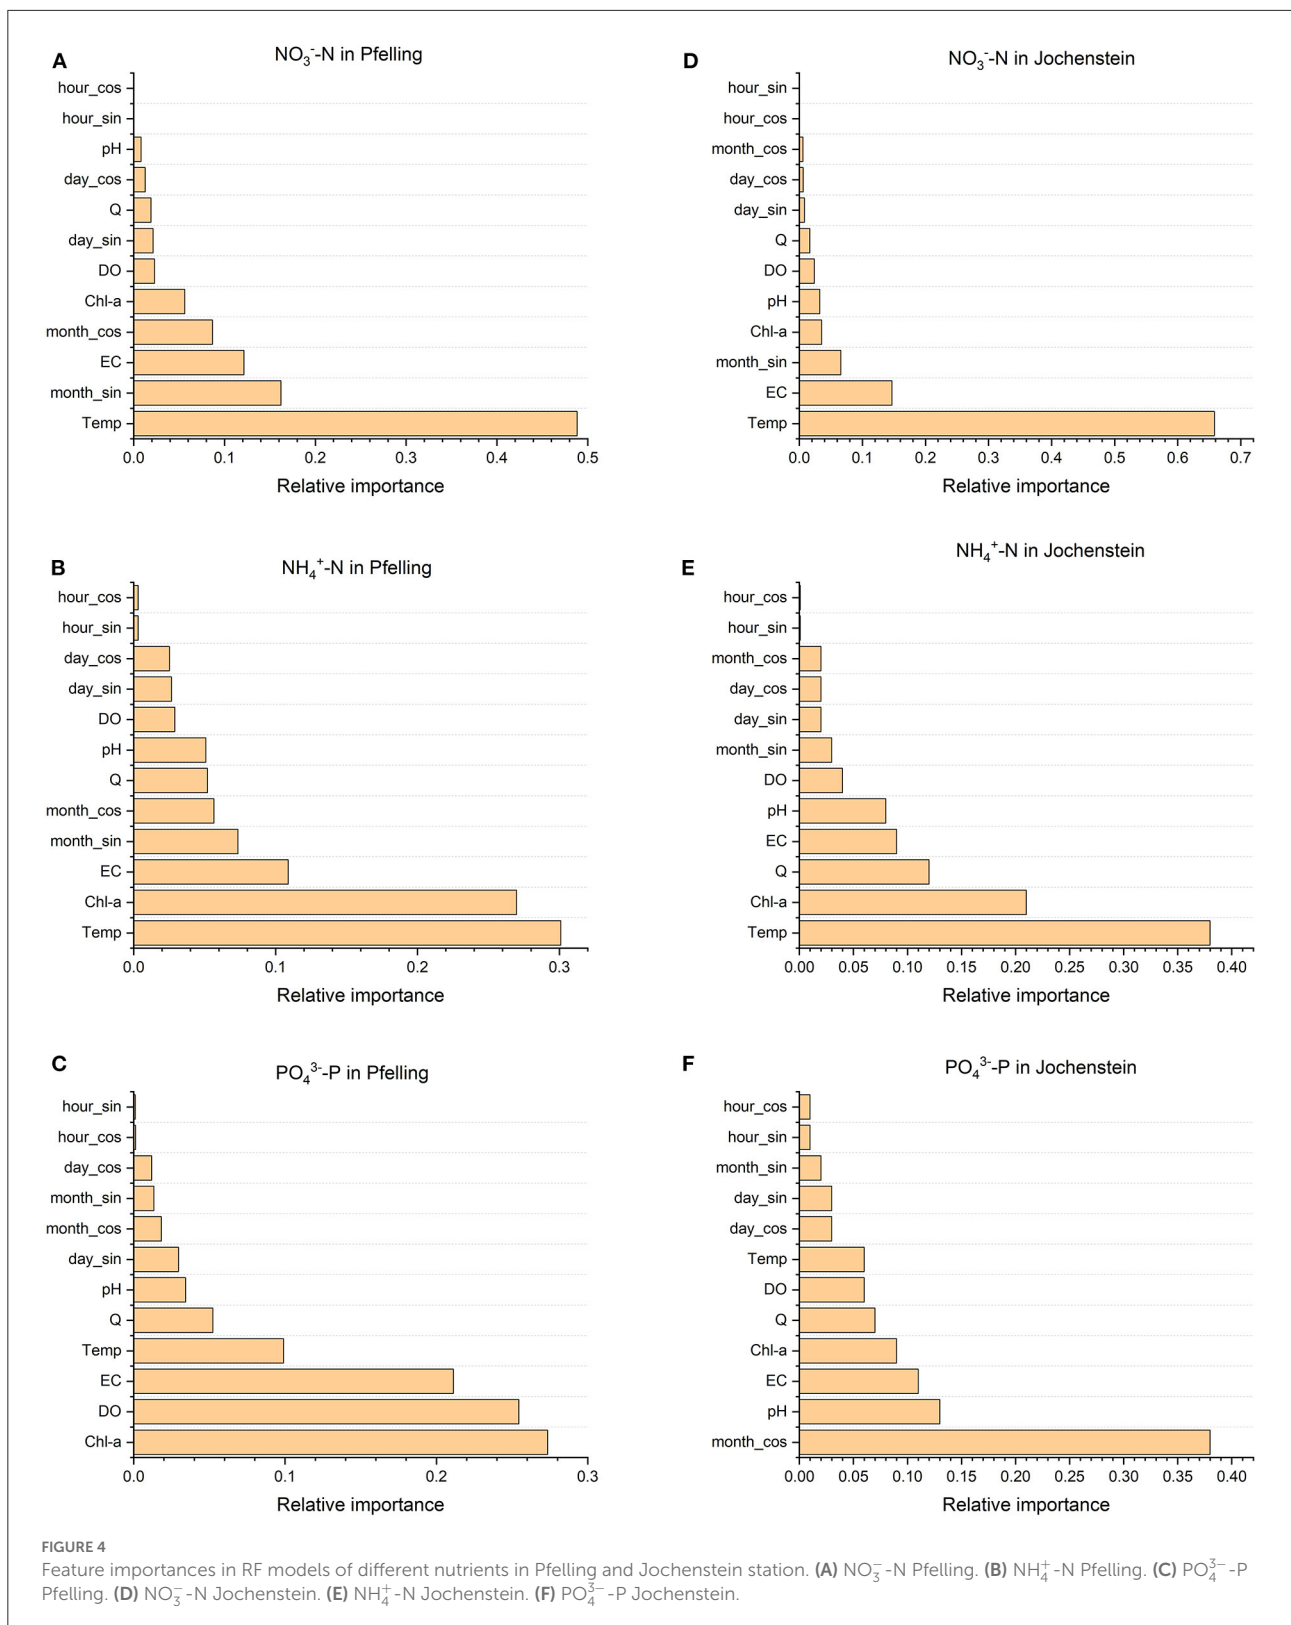 A
NO₃⁻-N in Pfelling
hour_cos
hour_sin
pH
day_cos
Q
day_sin
DO
Chl-a
month_cos
EC
month_sin
Temp
0.0 0.1 0.2 0.3 0.4 0.5
Relative importance
D
NO₃⁻-N in Jochenstein
hour_sin
hour_cos
month_cos
day_cos
day_sin
Q
DO
pH
Chl-a
month_sin
EC
Temp
0.0 0.1 0.2 0.3 0.4 0.5 0.6 0.7
Relative importance
B
NH₄⁺-N in Pfelling
hour_cos
hour_sin
day_cos
day_sin
DO
pH
Q
month_cos
month_sin
EC
Chl-a
Temp
0.0 0.1 0.2 0.3
Relative importance
E
NH₄⁺-N in Jochenstein
hour_cos
hour_sin
month_cos
day_cos
day_sin
month_sin
DO
pH
EC
Q
Chl-a
Temp
0.00 0.05 0.10 0.15 0.20 0.25 0.30 0.35 0.40
Relative importance
C
PO₄³⁻-P in Pfelling
hour_sin
hour_cos
day_cos
month_sin
month_cos
day_sin
pH
Q
Temp
EC
DO
Chl-a
0.0 0.1 0.2 0.3
Relative importance
F
PO₄³⁻-P in Jochenstein
hour_cos
hour_sin
month_sin
day_sin
day_cos
Temp
DO
Q
Chl-a
EC
pH
month_cos
0.00 0.05 0.10 0.15 0.20 0.25 0.30 0.35 0.40
Relative importance
FIGURE 4
Feature importances in RF models of different nutrients in Pfelling and Jochenstein station. (A) NO₃⁻-N Pfelling. (B) NH₄⁺-N Pfelling. (C) PO₄³⁻-P
Pfelling. (D) NO₃⁻-N Jochenstein. (E) NH₄⁺-N Jochenstein. (F) PO₄³⁻-P Jochenstein.